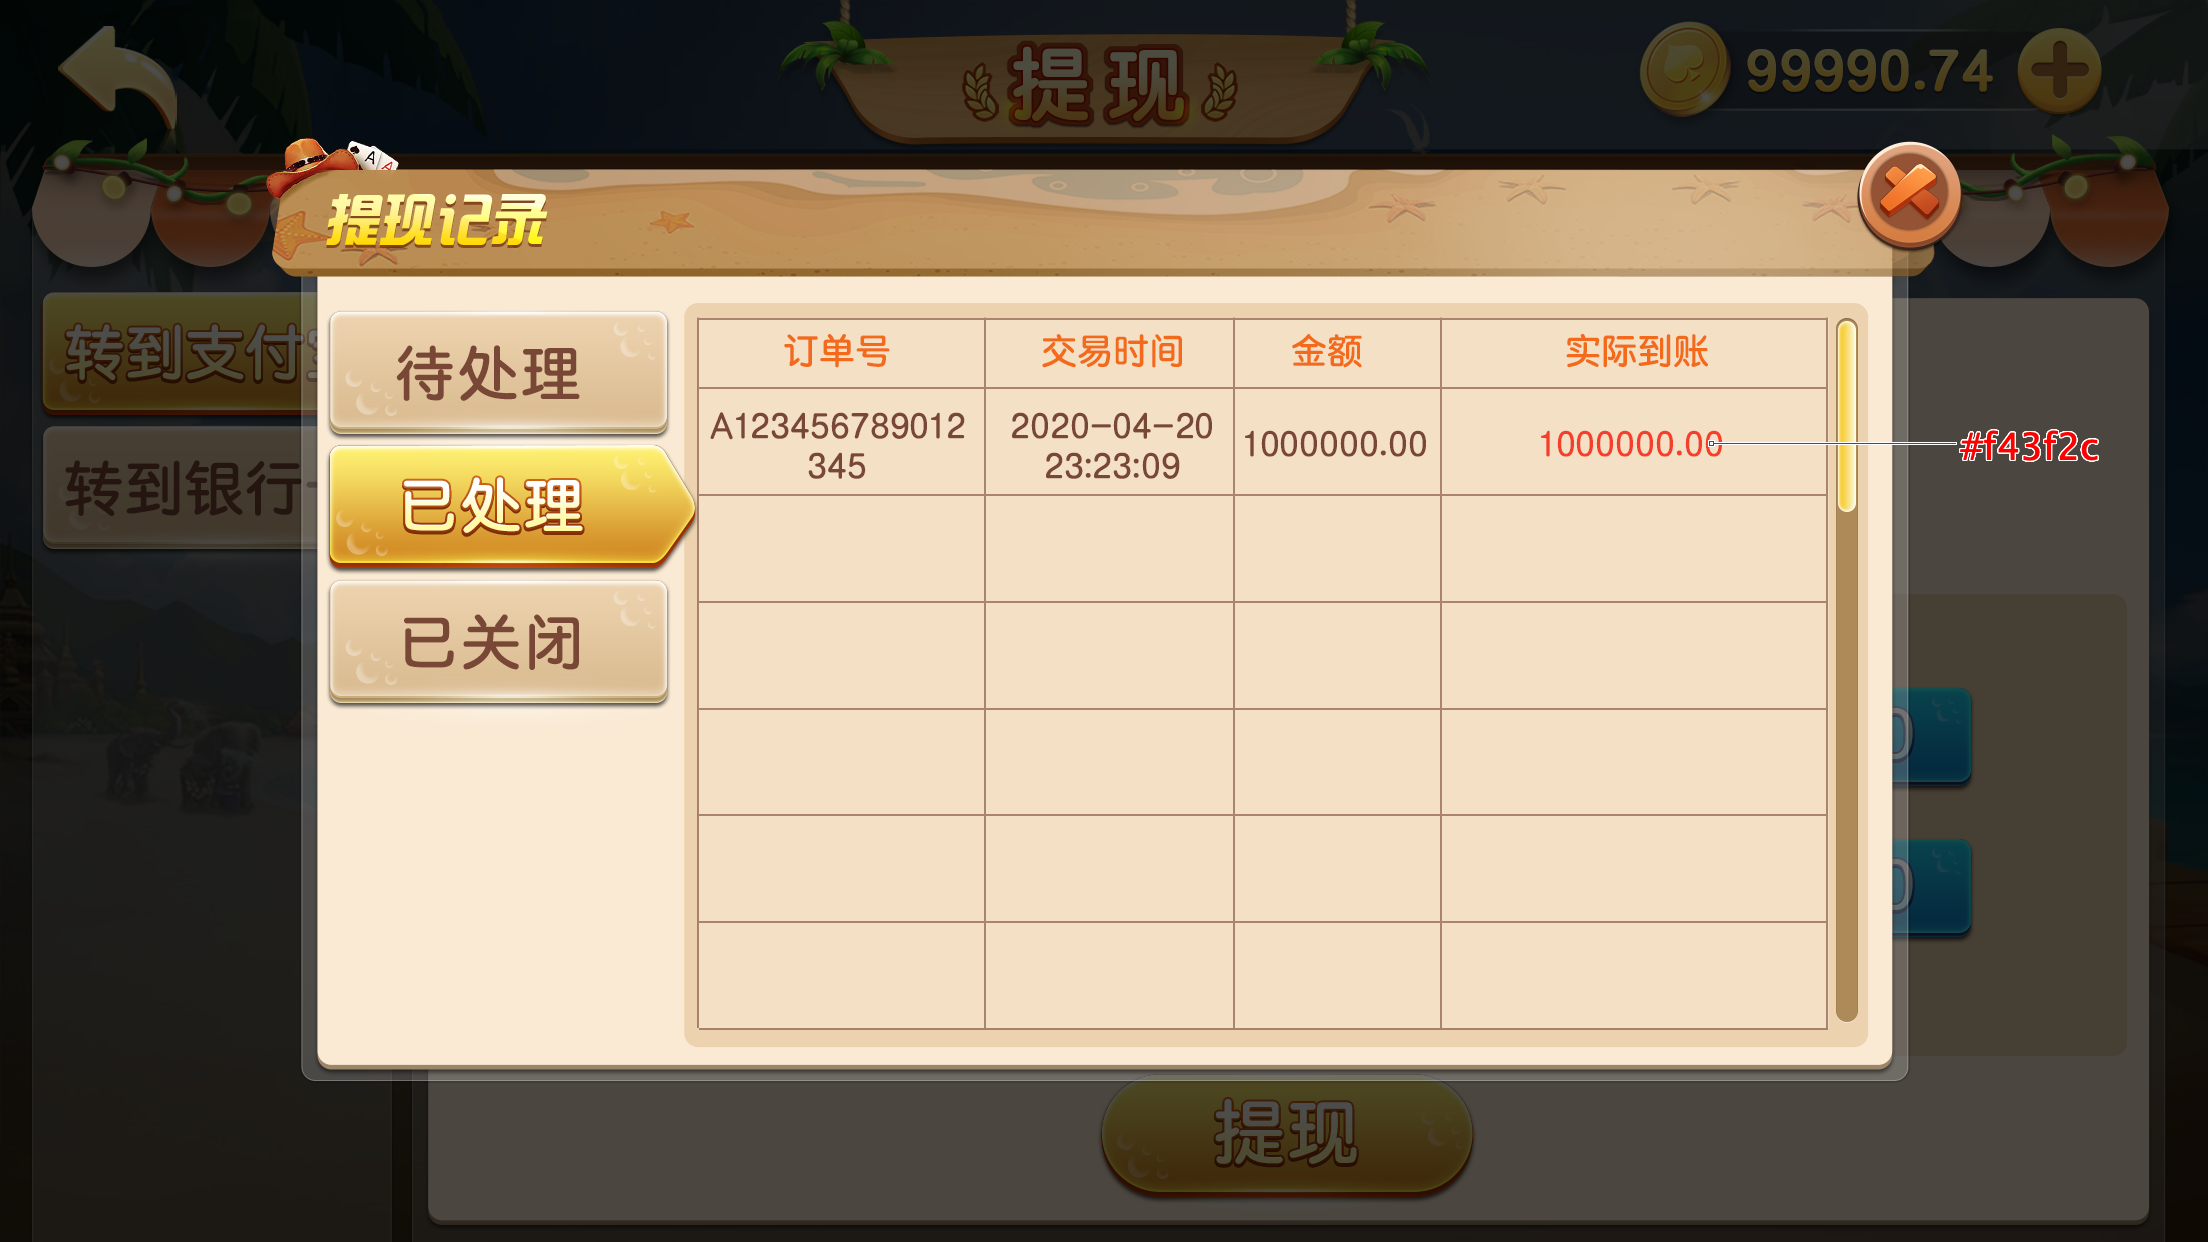 提现
99990.74
提现记录
转到支付
转到银行
待处理
已处理
已关闭
订单号 交易时间 金额 实际到账
A123456789012 2020-04-20 1000000.00 1000000.00 #f43f2c
345 23:23:09
0
0
提现
A
A